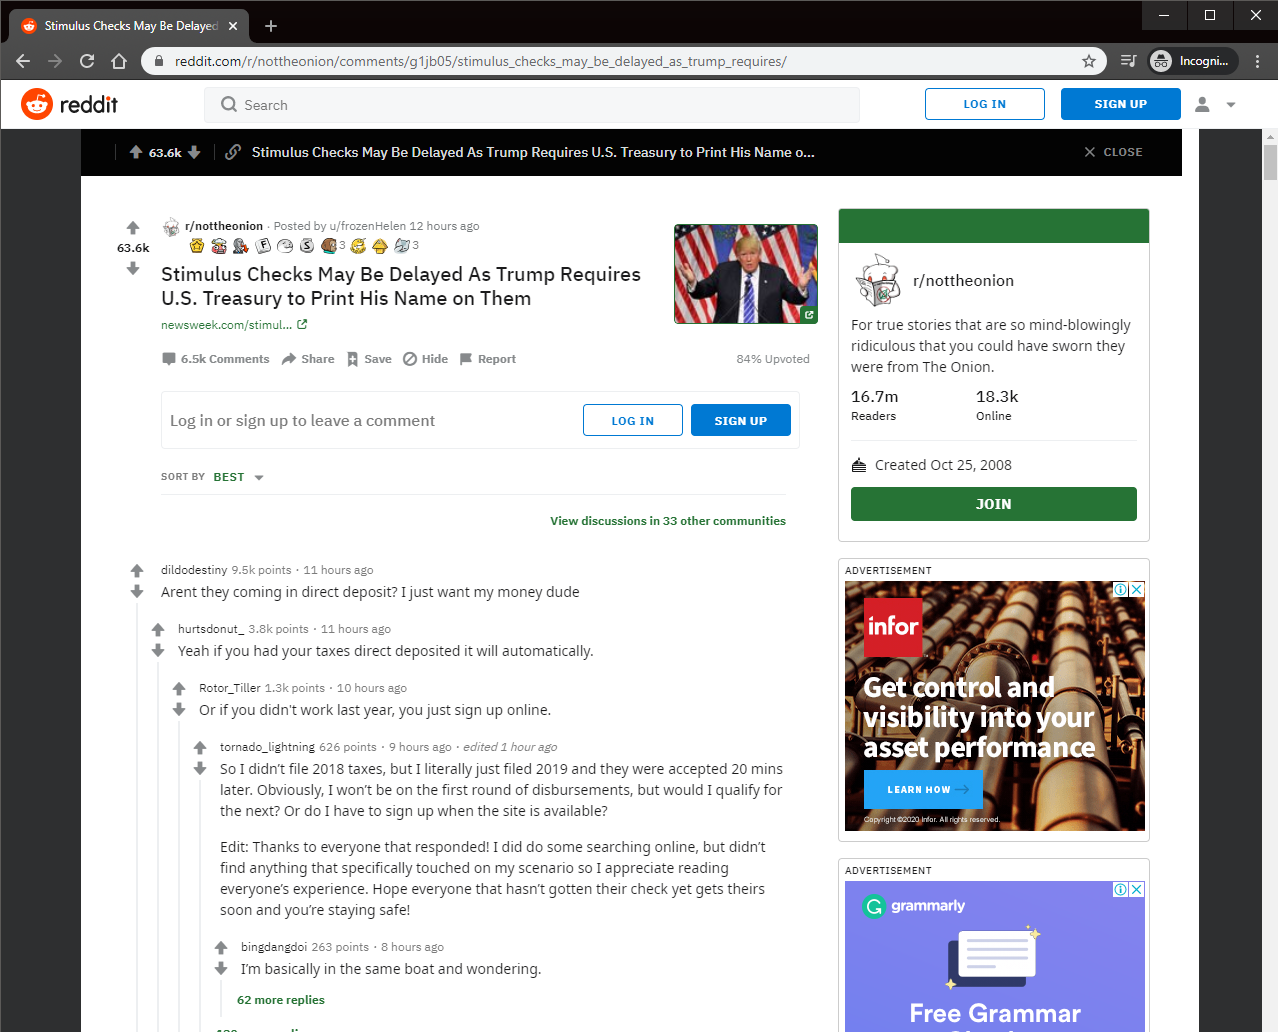 Stimulus Checks May Be Delayed
reddit.com/r/nottheonion/comments/g1jb05/stimulus_checks_may_be_delayed_as_trump_requires/
Incogni...
reddit
Search
LOG IN
SIGN UP
63.6k
Stimulus Checks May Be Delayed As Trump Requires U.S. Treasury to Print His Name o...
CLOSE
63.6k
r/nottheonion · Posted by u/frozenHelen 12 hours ago
3
3
Stimulus Checks May Be Delayed As Trump Requires
U.S. Treasury to Print His Name on Them
newsweek.com/stimul...
6.5k Comments
Share
Save
Hide
Report
84% Upvoted
Log in or sign up to leave a comment
LOG IN
SIGN UP
SORT BY BEST
View discussions in 33 other communities
dildodestiny 9.5k points · 11 hours ago
Arent they coming in direct deposit? I just want my money dude
hurtsdonut_ 3.8k points · 11 hours ago
Yeah if you had your taxes direct deposited it will automatically.
Rotor_Tiller 1.3k points · 10 hours ago
Or if you didn't work last year, you just sign up online.
tornado_lightning 626 points · 9 hours ago · edited 1 hour ago
So I didn’t file 2018 taxes, but I literally just filed 2019 and they were accepted 20 mins
later. Obviously, I won’t be on the first round of disbursements, but would I qualify for
the next? Or do I have to sign up when the site is available?
Edit: Thanks to everyone that responded! I did do some searching online, but didn’t
find anything that specifically touched on my scenario so I appreciate reading
everyone’s experience. Hope everyone that hasn’t gotten their check yet gets theirs
soon and you’re staying safe!
bingdangdoi 263 points · 8 hours ago
I’m basically in the same boat and wondering.
62 more replies
r/nottheonion
For true stories that are so mind-blowingly
ridiculous that you could have sworn they
were from The Onion.
16.7m
18.3k
Readers
Online
Created Oct 25, 2008
JOIN
ADVERTISEMENT
infor
Get control and
visibility into your
asset performance
LEARN HOW
Copyright ©2020 Infor. All rights reserved.
ADVERTISEMENT
grammarly
Free Grammar